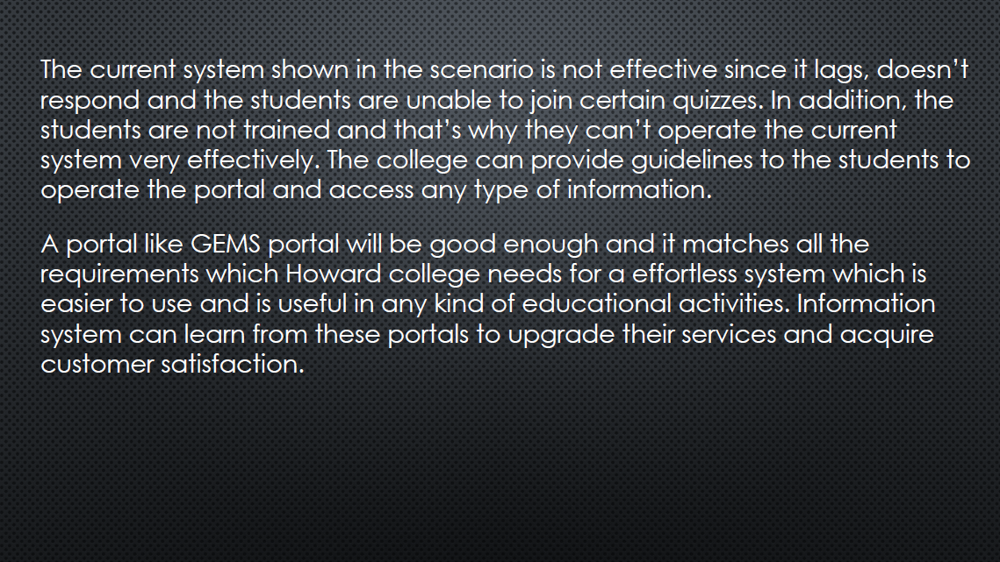 The current system shown in the scenario is not effective since it lags, doesn’t
respond and the students are unable to join certain quizzes. In addition, the
students are not trained and that’s why they can’t operate the current
system very effectively. The college can provide guidelines to the students to
operate the portal and access any type of information.
A portal like GEMS portal will be good enough and it matches all the
requirements which Howard college needs for a effortless system which is
easier to use and is useful in any kind of educational activities. Information
system can learn from these portals to upgrade their services and acquire
customer satisfaction.